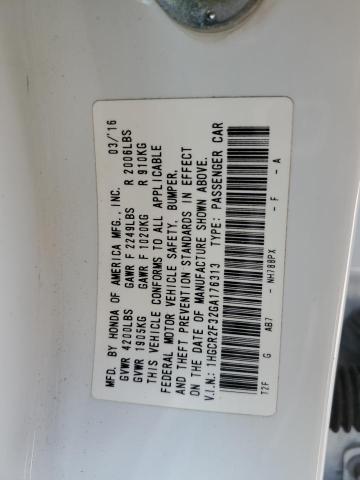 MFD. BY HONDA OF AMERICA MFG., INC. 03/'16
GVWR 4200LBS GAWR F 2249LBS R 2006LBS
GVWR 1905KG GAWR F 1020KG R 910KG
THIS VEHICLE CONFORMS TO ALL APPLICABLE
FEDERAL MOTOR VEHICLE SAFETY, BUMPER,
AND THEFT PREVENTION STANDARDS IN EFFECT
ON THE DATE OF MANUFACTURE SHOWN ABOVE.
V.I.N.: 1HGCR2F32GA176313 TYPE: PASSENGER CAR
T2F G AB7 - NH788PX - F - A